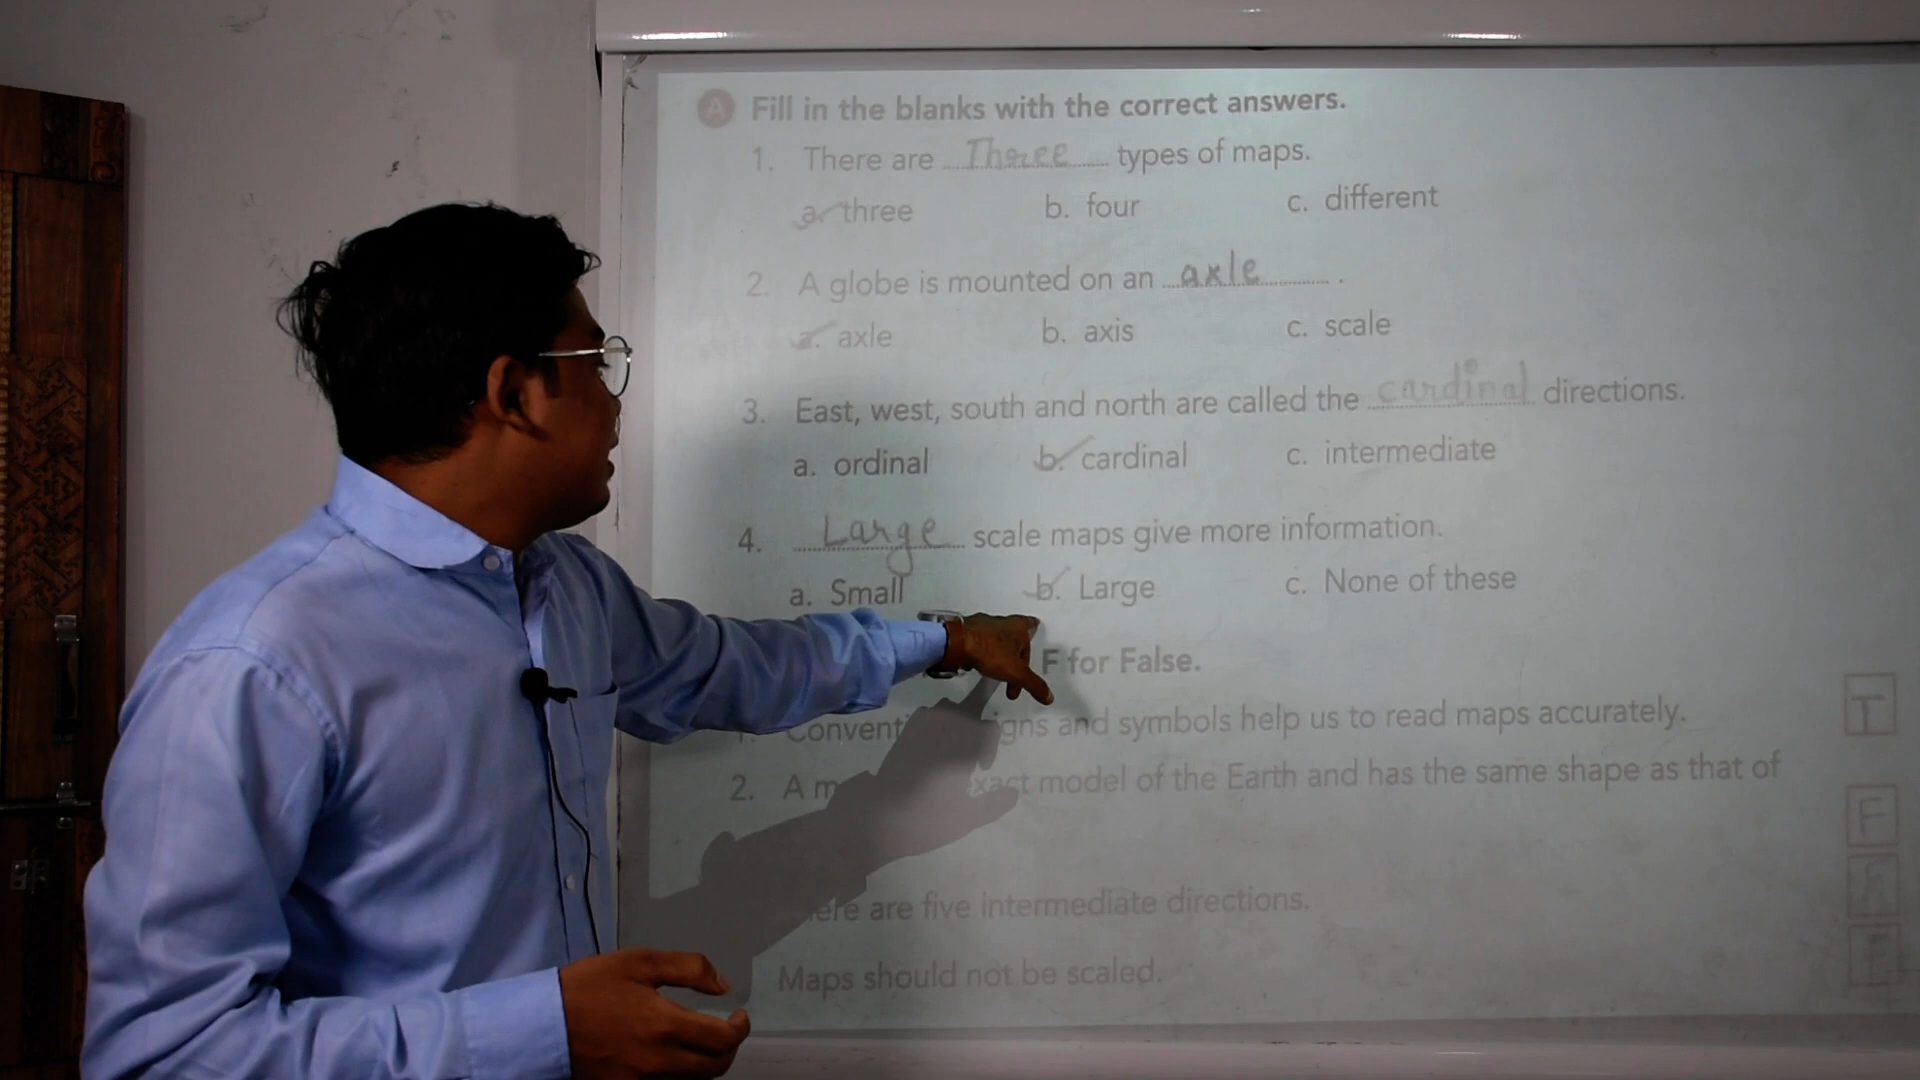 A Fill in the blanks with the correct answers.
1. There are Three types of maps.
a. three b. four c. different
2. A globe is mounted on an axle .
a. axle b. axis c. scale
3. East, west, south and north are called the cardinal directions.
a. ordinal b. cardinal c. intermediate
4. Large scale maps give more information.
a. Small b. Large c. None of these
F for False.
1. and symbols help us to read maps accurately. T
2. A model of the Earth and has the same shape as that of
F
are five intermediate directions.
Maps should not be scaled. F